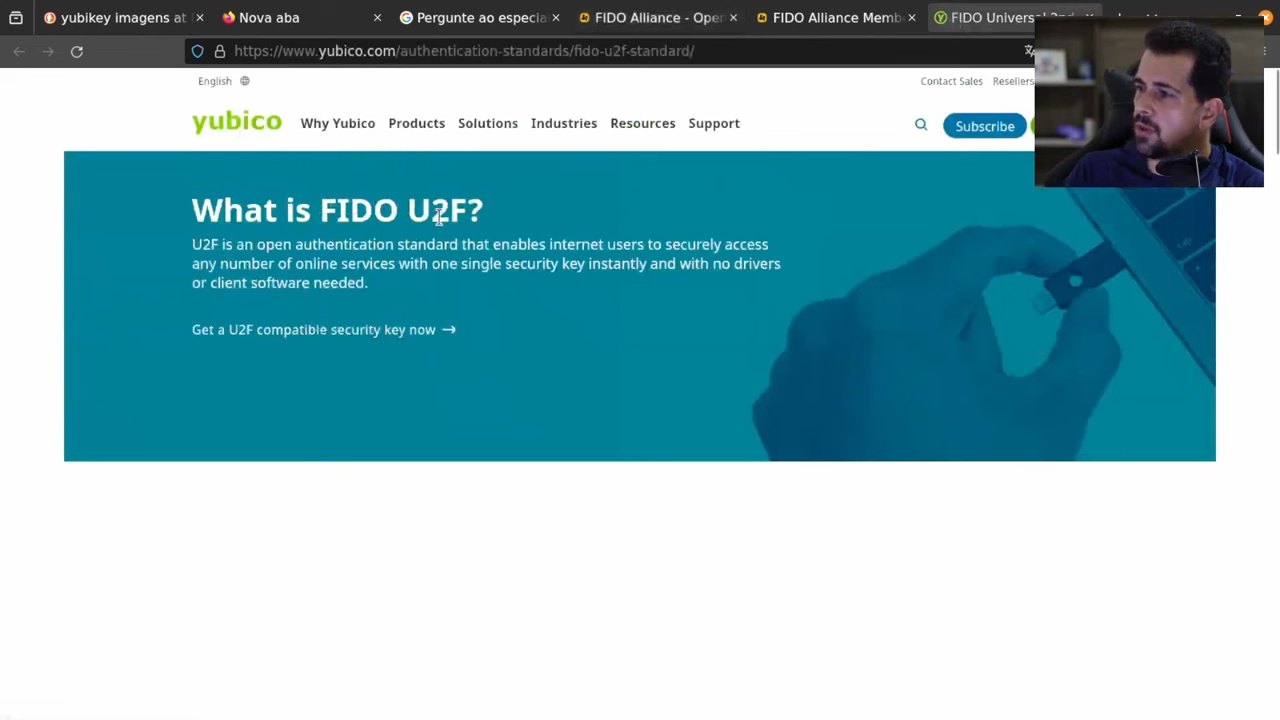 yubikey imagens at
Nova aba
Pergunte ao especia
FIDO Alliance - Open
FIDO Alliance Memb
FIDO Universal 2nd
https://www.yubico.com/authentication-standards/fido-u2f-standard/
English
Contact Sales
Resellers
yubico
Why Yubico
Products
Solutions
Industries
Resources
Support
Subscribe
What is FIDO U2F?
U2F is an open authentication standard that enables internet users to securely access
any number of online services with one single security key instantly and with no drivers
or client software needed.
Get a U2F compatible security key now →